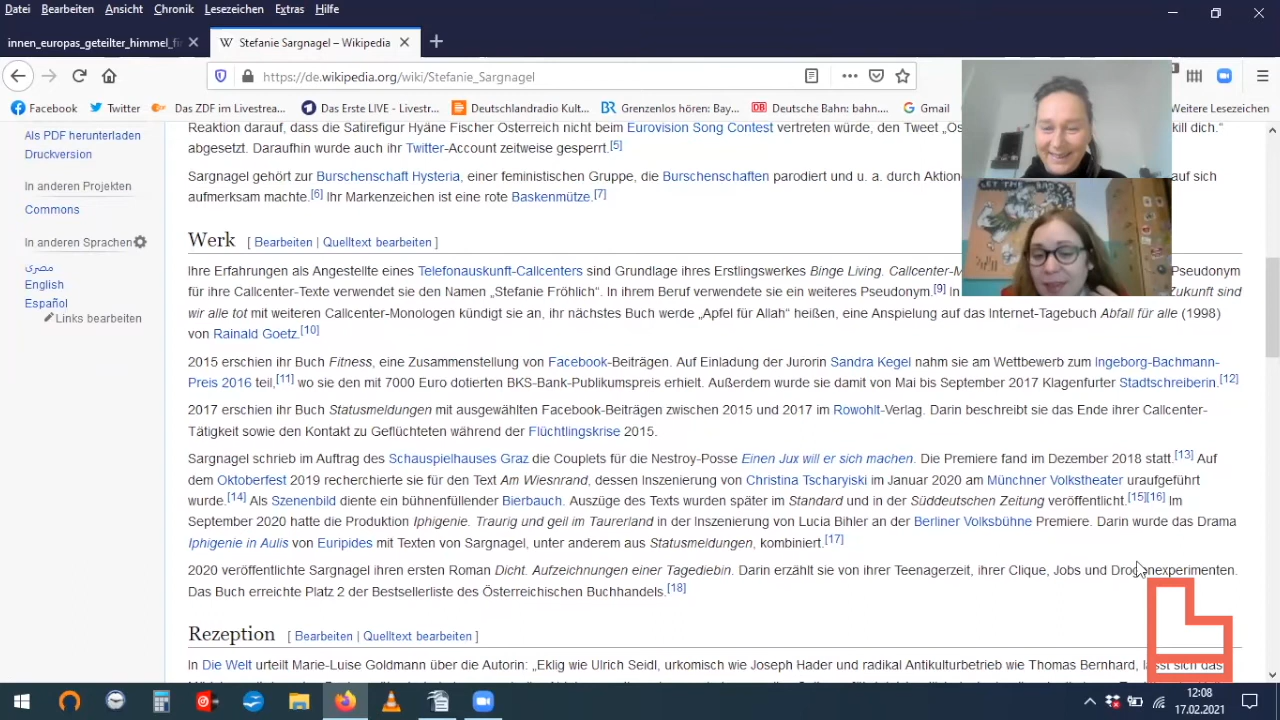 Datei Bearbeiten Ansicht Chronik Lesezeichen Extras Hilfe
innen_europas_geteilter_himmel_fi
Stefanie Sargnagel – Wikipedia
https://de.wikipedia.org/wiki/Stefanie_Sargnagel
Facebook Twitter Das ZDF im Livestrea... Das Erste LIVE - Livestr... Deutschlandradio Kult... Grenzenlos hören: Bay... Deutsche Bahn: bahn.... Gmail Weitere Lesezeichen
Als PDF herunterladen
Druckversion
In anderen Projekten
Commons
In anderen Sprachen
مصرى
English
Español
Links bearbeiten
Reaktion darauf, dass die Satirefigur Hyäne Fischer Österreich nicht beim Eurovision Song Contest vertreten würde, den Tweet kill dich.“
abgesetzt. Daraufhin wurde auch ihr Twitter-Account zeitweise gesperrt.[5]
Sargnagel gehört zur Burschenschaft Hysteria, einer feministischen Gruppe, die Burschenschaften parodiert und u. a. durch auf sich
aufmerksam machte.[6] Ihr Markenzeichen ist eine rote Baskenmütze.[7]
Werk [ Bearbeiten | Quelltext bearbeiten ]
Ihre Erfahrungen als Angestellte eines Telefonauskunft-Callcenters sind Grundlage ihres Erstlingswerkes Binge Living. Pseudonym
für ihre Callcenter-Texte verwendet sie den Namen „Stefanie Fröhlich“. In ihrem Beruf verwendete sie ein weiteres Pseudonym.[9] In Zukunft sind
wir alle tot mit weiteren Callcenter-Monologen kündigt sie an, ihr nächstes Buch werde „Apfel für Allah“ heißen, eine Anspielung auf das Internet-Tagebuch Abfall für alle (1998)
von Rainald Goetz.[10]
2015 erschien ihr Buch Fitness, eine Zusammenstellung von Facebook-Beiträgen. Auf Einladung der Jurorin Sandra Kegel nahm sie am Wettbewerb zum Ingeborg-Bachmann-
Preis 2016 teil,[11] wo sie den mit 7000 Euro dotierten BKS-Bank-Publikumspreis erhielt. Außerdem wurde sie damit von Mai bis September 2017 Klagenfurter Stadtschreiberin.[12]
2017 erschien ihr Buch Statusmeldungen mit ausgewählten Facebook-Beiträgen zwischen 2015 und 2017 im Rowohlt-Verlag. Darin beschreibt sie das Ende ihrer Callcenter-
Tätigkeit sowie den Kontakt zu Geflüchteten während der Flüchtlingskrise 2015.
Sargnagel schrieb im Auftrag des Schauspielhauses Graz die Couplets für die Nestroy-Posse Einen Jux will er sich machen. Die Premiere fand im Dezember 2018 statt.[13] Auf
dem Oktoberfest 2019 recherchierte sie für den Text Am Wiesnrand, dessen Inszenierung von Christina Tscharyiski im Januar 2020 am Münchner Volkstheater uraufgeführt
wurde.[14] Als Szenenbild diente ein bühnenfüllender Bierbauch. Auszüge des Texts wurden später im Standard und in der Süddeutschen Zeitung veröffentlicht.[15][16] Im
September 2020 hatte die Produktion Iphigenie. Traurig und geil im Taurerland in der Inszenierung von Lucia Bihler an der Berliner Volksbühne Premiere. Darin wurde das Drama
Iphigenie in Aulis von Euripides mit Texten von Sargnagel, unter anderem aus Statusmeldungen, kombiniert.[17]
2020 veröffentlichte Sargnagel ihren ersten Roman Dicht. Aufzeichnungen einer Tagediebin. Darin erzählt sie von ihrer Teenagerzeit, ihrer Clique, Jobs und Drogenexperimenten.
Das Buch erreichte Platz 2 der Bestsellerliste des Österreichischen Buchhandels.[18]
Rezeption [ Bearbeiten | Quelltext bearbeiten ]
In Die Welt urteilt Marie-Luise Goldmann über die Autorin: „Eklig wie Ulrich Seidl, urkomisch wie Joseph Hader und radikal Antikulturbetrieb wie Thomas Bernhard, lässt sich das
12:08
17.02.2021